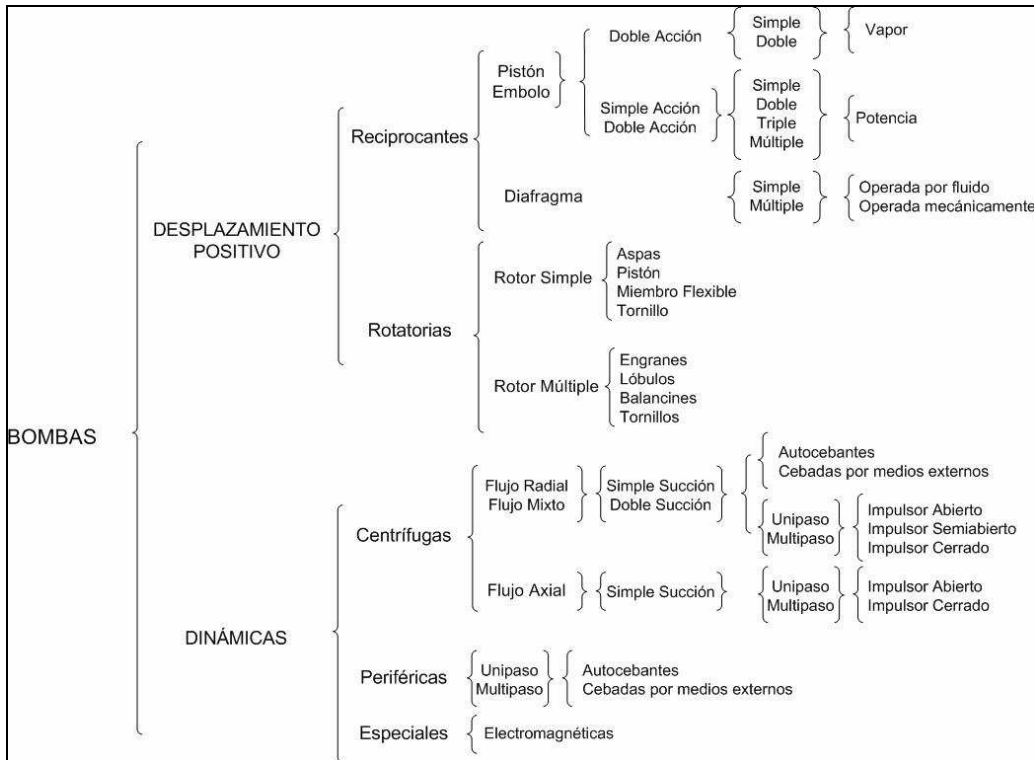 BOMBAS
DESPLAZAMIENTO
POSITIVO
Reciprocantes
Pistón
Embolo
Doble Acción
Simple
Doble
Vapor
Simple Acción
Doble Acción
Simple
Doble
Triple
Múltiple
Potencia
Diafragma
Simple
Múltiple
Operada por fluido
Operada mecánicamente
Rotatorias
Rotor Simple
Aspas
Pistón
Miembro Flexible
Tornillo
Rotor Múltiple
Engranes
Lóbulos
Balancines
Tornillos
DINÁMICAS
Centrífugas
Flujo Radial
Flujo Mixto
Simple Succión
Doble Succión
Autocebantes
Cebadas por medios externos
Unipaso
Multipaso
Impulsor Abierto
Impulsor Semiabierto
Impulsor Cerrado
Flujo Axial
Simple Succión
Unipaso
Multipaso
Impulsor Abierto
Impulsor Cerrado
Periféricas
Unipaso
Multipaso
Autocebantes
Cebadas por medios externos
Especiales
Electromagnéticas